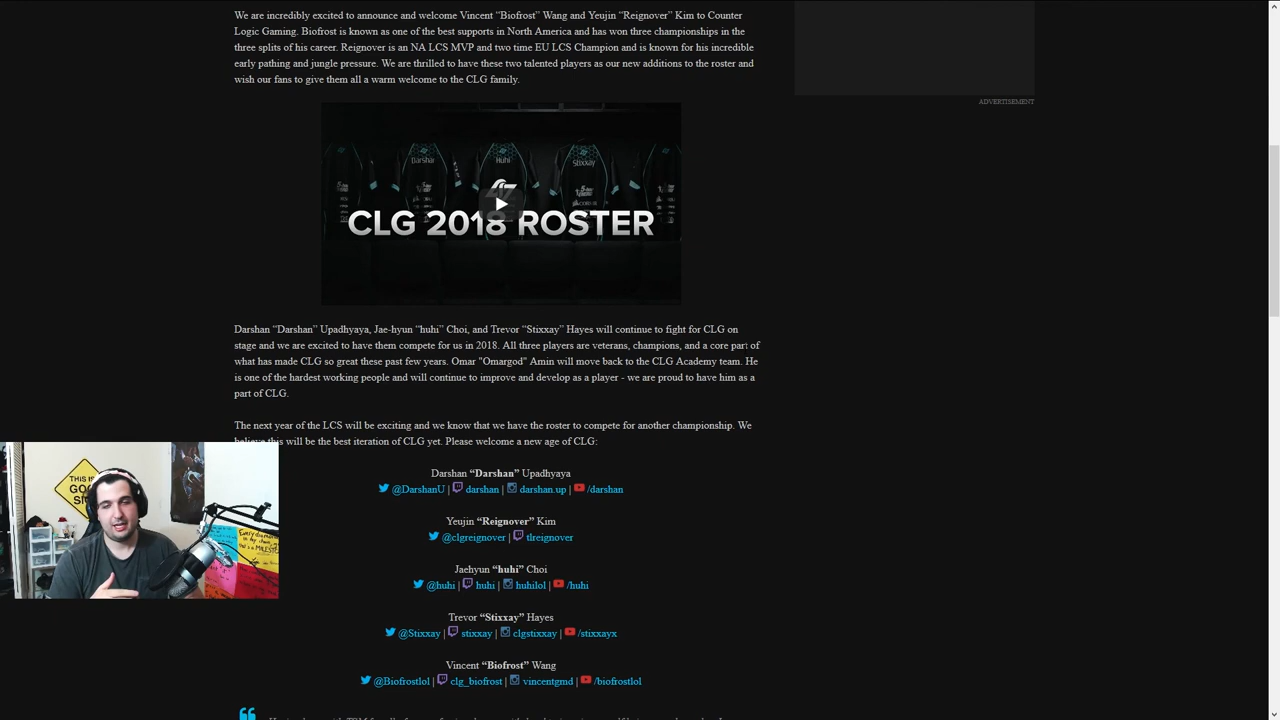 We are incredibly excited to announce and welcome Vincent “Biofrost” Wang and Yeujin “Reignover” Kim to Counter
Logic Gaming. Biofrost is known as one of the best supports in North America and has won three championships in the
three splits of his career. Reignover is an NA LCS MVP and two time EU LCS Champion and is known for his incredible
early pathing and jungle pressure. We are thrilled to have these two talented players as our new additions to the roster and
wish our fans to give them all a warm welcome to the CLG family.
ADVERTISEMENT
Darshan
Huhi
Stixxay
CLG 2018 ROSTER
Darshan “Darshan” Upadhyaya, Jae-hyun “huhi” Choi, and Trevor “Stixxay” Hayes will continue to fight for CLG on
stage and we are excited to have them compete for us in 2018. All three players are veterans, champions, and a core part of
what has made CLG so great these past few years. Omar "Omargod" Amin will move back to the CLG Academy team. He
is one of the hardest working people and will continue to improve and develop as a player - we are proud to have him as a
part of CLG.
The next year of the LCS will be exciting and we know that we have the roster to compete for another championship. We
believe this will be the best iteration of CLG yet. Please welcome a new age of CLG:
Darshan “Darshan” Upadhyaya
@DarshanU | darshan | darshan.up | /darshan
Yeujin “Reignover” Kim
@clgreignover | tlreignover
Jaehyun “huhi” Choi
@huhi | huhi | huhilol | /huhi
Trevor “Stixxay” Hayes
@Stixxay | stixxay | clgstixxay | /stixxayx
Vincent “Biofrost” Wang
@Biofrostlol | clg_biofrost | vincentgmd | /biofrostlol
THIS IS